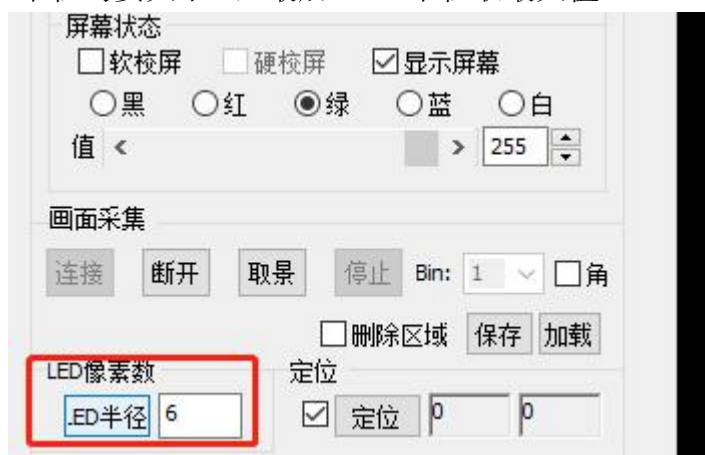 屏幕状态
软校屏 硬校屏 显示屏幕
黑 红 绿 蓝 白
值 < > 255
画面采集
连接 断开 取景 停止 Bin: 1 角
删除区域 保存 加载
LED像素数 定位
.ED半径 6 定位 0 0